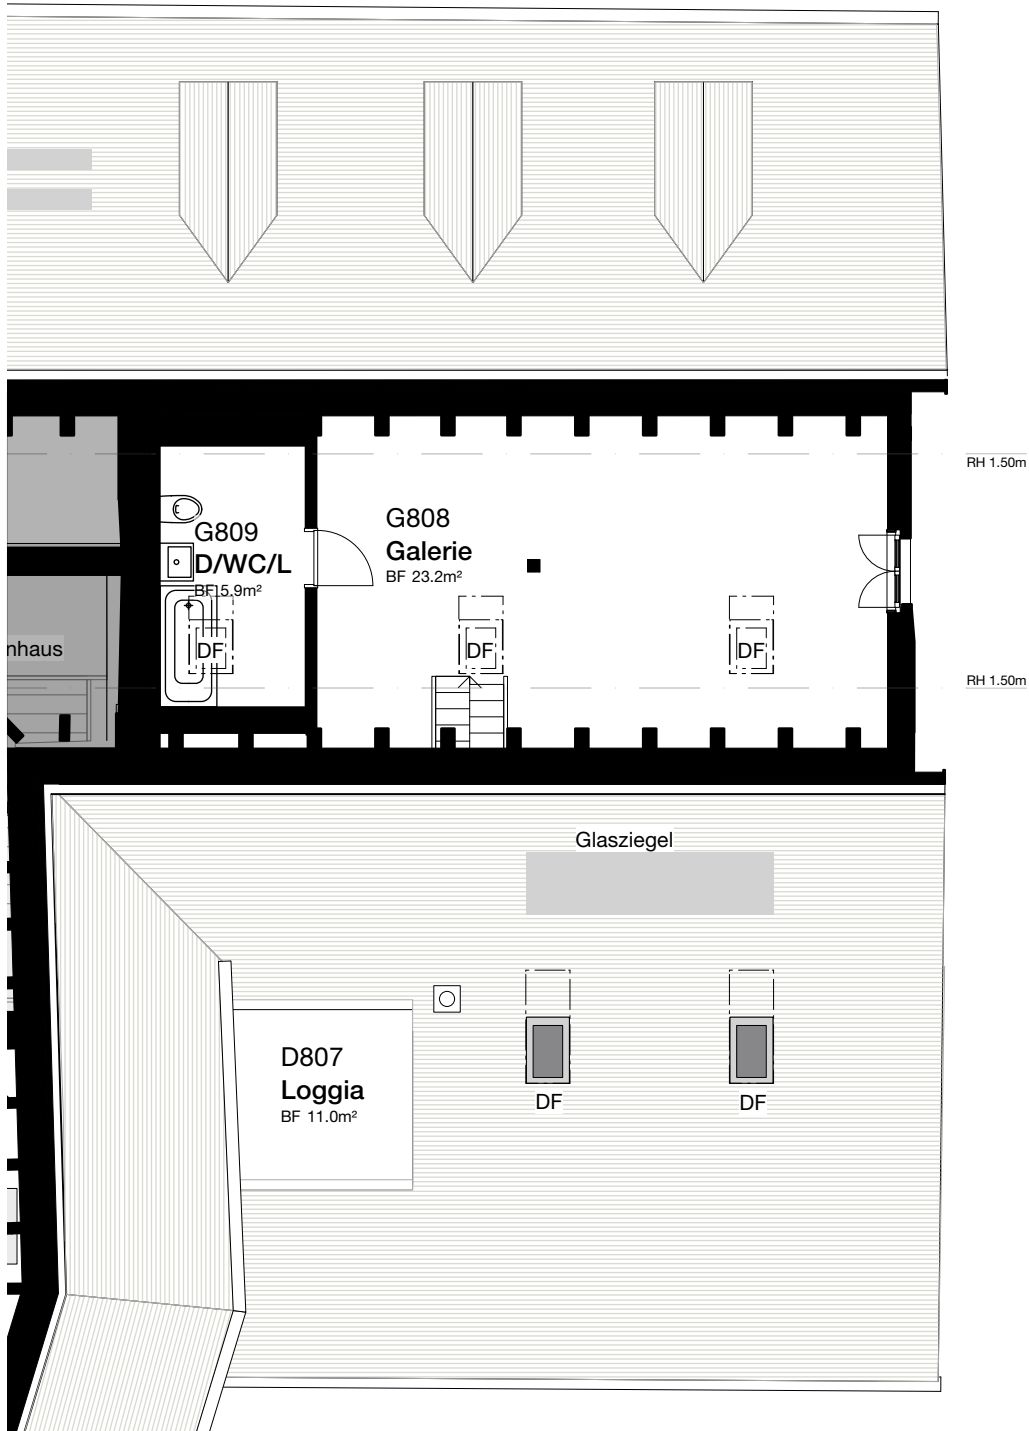 RH 1.50m
G809
D/WC/L
BF 5.9m²
G808
Galerie
BF 23.2m²
nhaus
DF
DF
DF
RH 1.50m
Glasziegel
D807
Loggia
BF 11.0m²
DF
DF